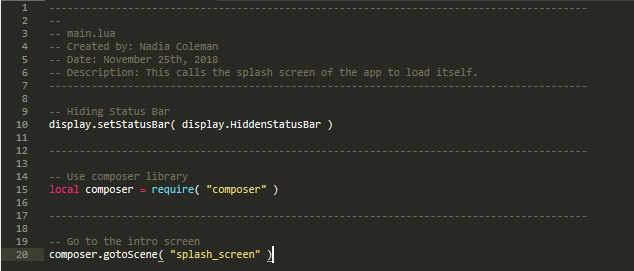 1 -----------------------------------------------------------------------------------------
2 --
3 -- main.lua
4 -- Created by: Nadia Coleman
5 -- Date: November 25th, 2018
6 -- Description: This calls the splash screen of the app to load itself.
7 -----------------------------------------------------------------------------------------
8
9 -- Hiding Status Bar
10 display.setStatusBar( display.HiddenStatusBar )
11
12 -----------------------------------------------------------------------------------------
13
14 -- Use composer library
15 local composer = require( "composer" )
16
17 -----------------------------------------------------------------------------------------
18
19 -- Go to the intro screen
20 composer.gotoScene( "splash_screen" )